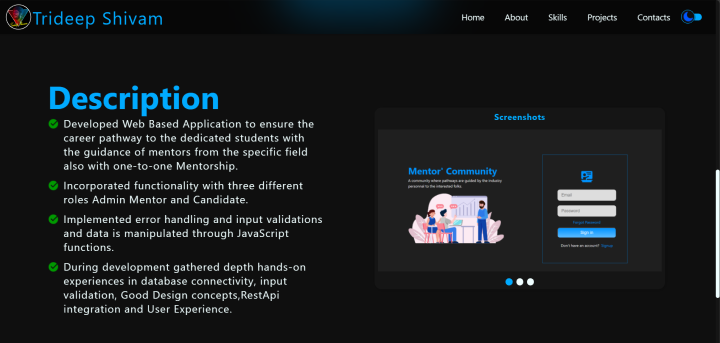 Trideep Shivam
Home About Skills Projects Contacts
Description
Developed Web Based Application to ensure the
career pathway to the dedicated students with
the guidance of mentors from the specific field
also with one-to-one Mentorship.
Incorporated functionality with three different
roles Admin Mentor and Candidate.
Implemented error handling and input validations
and data is manipulated through JavaScript
functions.
During development gathered depth hands-on
experiences in database connectivity, input
validation, Good Design concepts,RestApi
integration and User Experience.
Screenshots
Mentor' Community
A community where pathways are guided by the industry
personnel to the interested folks.
Email
Password
Forgot Password
Sign in
Don't have an account? Signup